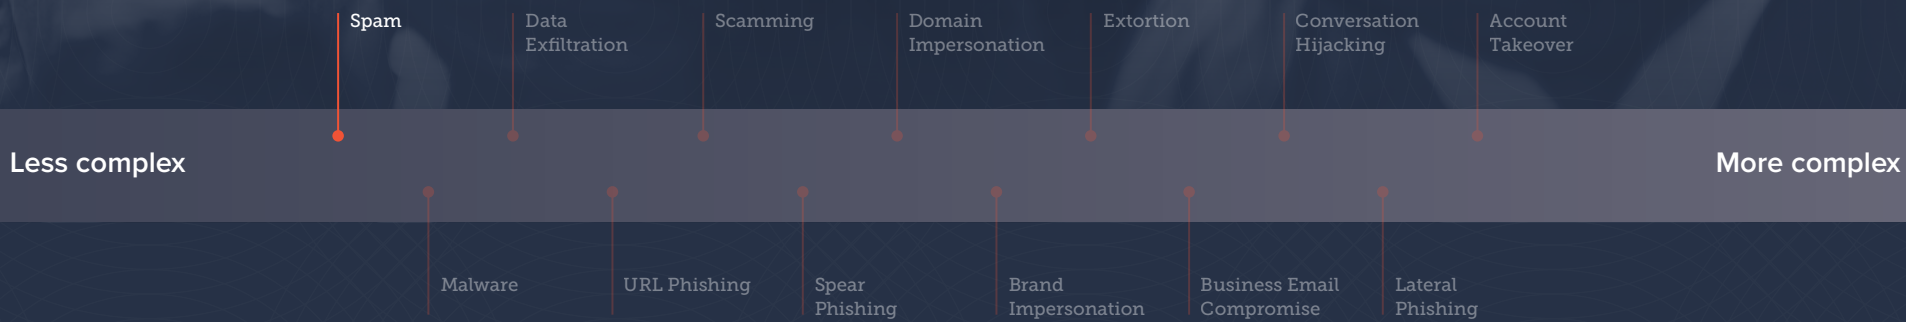 Spam
Data
Exfiltration
Scamming
Domain
Impersonation
Extortion
Conversation
Hijacking
Account
Takeover
Less complex
More complex
Malware
URL Phishing
Spear
Phishing
Brand
Impersonation
Business Email
Compromise
Lateral
Phishing